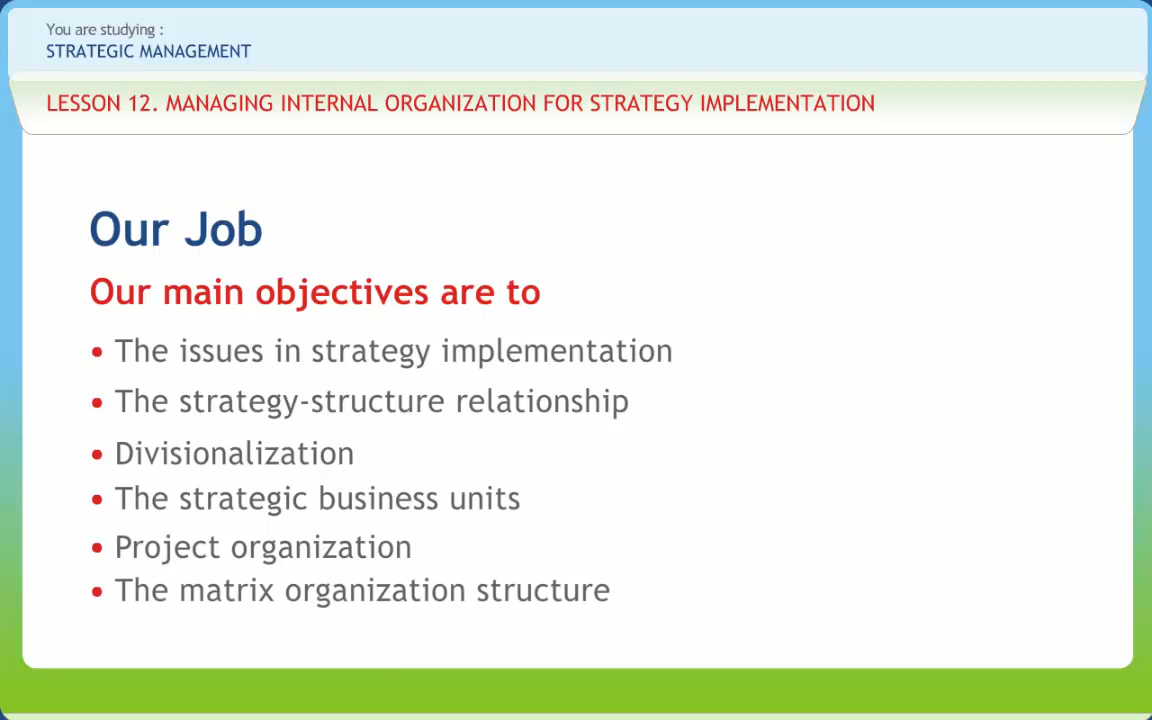 You are studying :
STRATEGIC MANAGEMENT
LESSON 12. MANAGING INTERNAL ORGANIZATION FOR STRATEGY IMPLEMENTATION
Our Job
Our main objectives are to
• The issues in strategy implementation
• The strategy-structure relationship
• Divisionalization
• The strategic business units
• Project organization
• The matrix organization structure